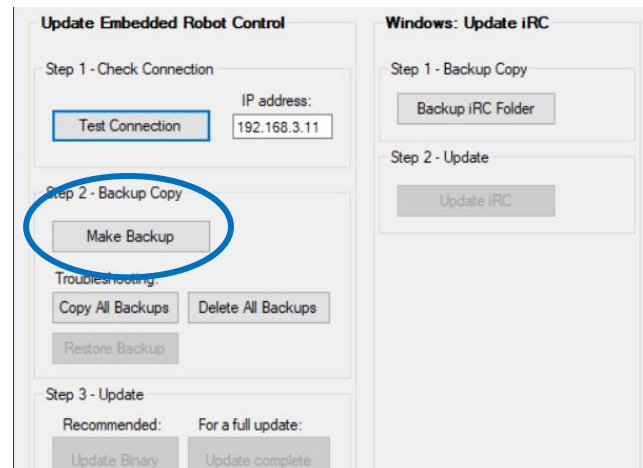 Update Embedded Robot Control
Step 1 - Check Connection
IP address:
Test Connection
192.168.3.11
Step 2 - Backup Copy
Make Backup
Troubleshooting:
Copy All Backups
Delete All Backups
Restore Backup
Step 3 - Update
Recommended:
For a full update:
Update Binary
Update complete
Windows: Update iRC
Step 1 - Backup Copy
Backup iRC Folder
Step 2 - Update
Update iRC